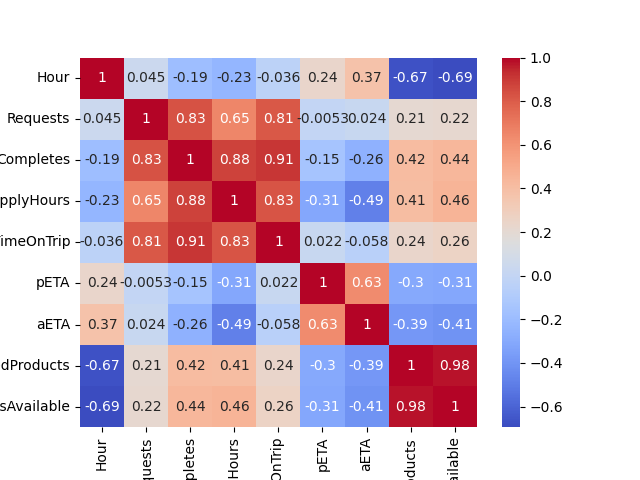 Hour 1 0.045 -0.19 -0.23 -0.036 0.24 0.37 -0.67 -0.69
Requests 0.045 1 0.83 0.65 0.81 -0.0053 0.024 0.21 0.22
Completes -0.19 0.83 1 0.88 0.91 -0.15 -0.26 0.42 0.44
pplyHours -0.23 0.65 0.88 1 0.83 -0.31 -0.49 0.41 0.46
imeOnTrip -0.036 0.81 0.91 0.83 1 0.022 -0.058 0.24 0.26
pETA 0.24 -0.0053 -0.15 -0.31 0.022 1 0.63 -0.3 -0.31
aETA 0.37 0.024 -0.26 -0.49 -0.058 0.63 1 -0.39 -0.41
dProducts -0.67 0.21 0.42 0.41 0.24 -0.3 -0.39 1 0.98
sAvailable -0.69 0.22 0.44 0.46 0.26 -0.31 -0.41 0.98 1
Hour
quests
pletes
Hours
OnTrip
pETA
aETA
oducts
ailable
1.0
0.8
0.6
0.4
0.2
0.0
−0.2
−0.4
−0.6